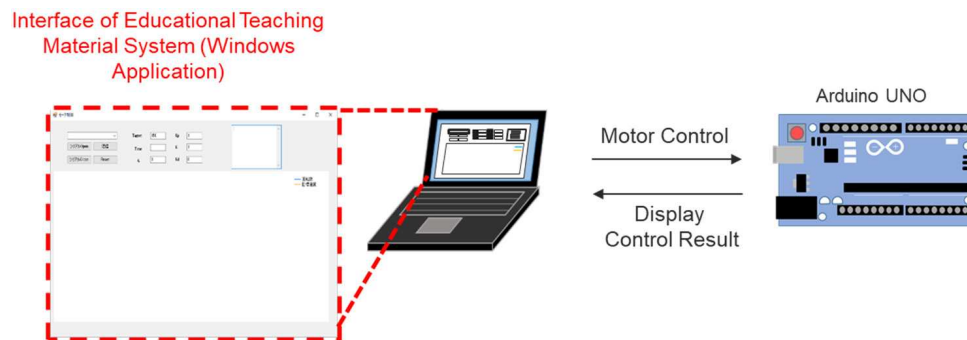 Interface of Educational Teaching
Material System (Windows
Application)
Arduino UNO
Motor Control
Display
Control Result
Target
Kp
Time
Ki
Kd
Reset